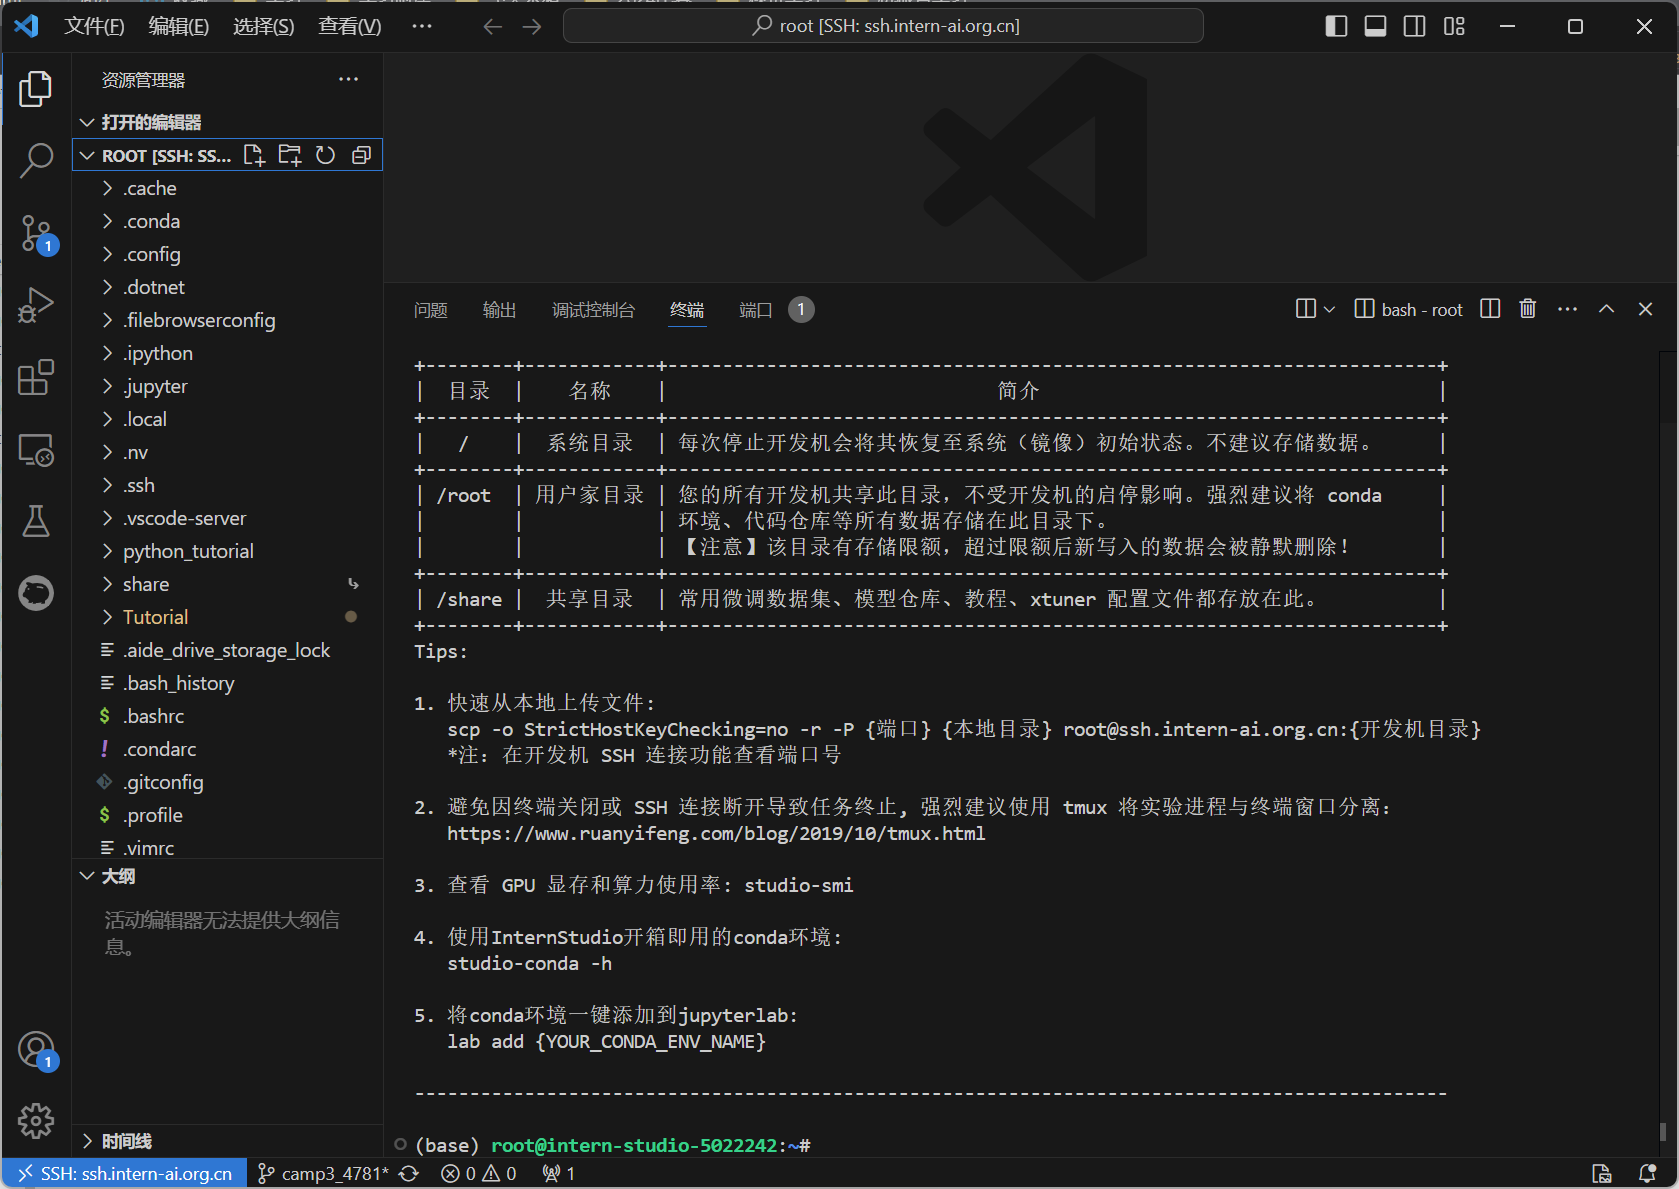 文件(F) 编辑(E) 选择(S) 查看(V) ··· root [SSH: ssh.intern-ai.org.cn]
资源管理器
打开的编辑器
ROOT [SSH: SS...
.cache
.conda
.config
.dotnet
.filebrowserconfig
.ipython
.jupyter
.local
.nv
.ssh
.vscode-server
python_tutorial
share
Tutorial
.aide_drive_storage_lock
.bash_history
.bashrc
.condarc
.gitconfig
.profile
.vimrc
大纲
活动编辑器无法提供大纲信
息。
时间线
1
1
问题 输出 调试控制台 终端 端口 1 bash - root
+--------+------------+----------------------------------------------------------------------+
| 目录 | 名称 | 简介 |
+--------+------------+----------------------------------------------------------------------+
| / | 系统目录 | 每次停止开发机会将其恢复至系统（镜像）初始状态。不建议存储数据。 |
+--------+------------+----------------------------------------------------------------------+
| /root | 用户家目录 | 您的所有开发机共享此目录，不受开发机的启停影响。强烈建议将 conda |
| | | 环境、代码仓库等所有数据存储在此目录下。 |
| | | 【注意】该目录有存储限额，超过限额后新写入的数据会被静默删除！ |
+--------+------------+----------------------------------------------------------------------+
| /share | 共享目录 | 常用微调数据集、模型仓库、教程、xtuner 配置文件都存放在此。 |
+--------+------------+----------------------------------------------------------------------+
Tips:
1. 快速从本地上传文件:
scp -o StrictHostKeyChecking=no -r -P {端口} {本地目录} root@ssh.intern-ai.org.cn:{开发机目录}
*注: 在开发机 SSH 连接功能查看端口号
2. 避免因终端关闭或 SSH 连接断开导致任务终止, 强烈建议使用 tmux 将实验进程与终端窗口分离:
https://www.ruanyifeng.com/blog/2019/10/tmux.html
3. 查看 GPU 显存和算力使用率: studio-smi
4. 使用InternStudio开箱即用的conda环境:
studio-conda -h
5. 将conda环境一键添加到jupyterlab:
lab add {YOUR_CONDA_ENV_NAME}
----------------------------------------------------------------------------------------------
(base) root@intern-studio-5022242:~#
SSH: ssh.intern-ai.org.cn camp3_4781* 0 0 1